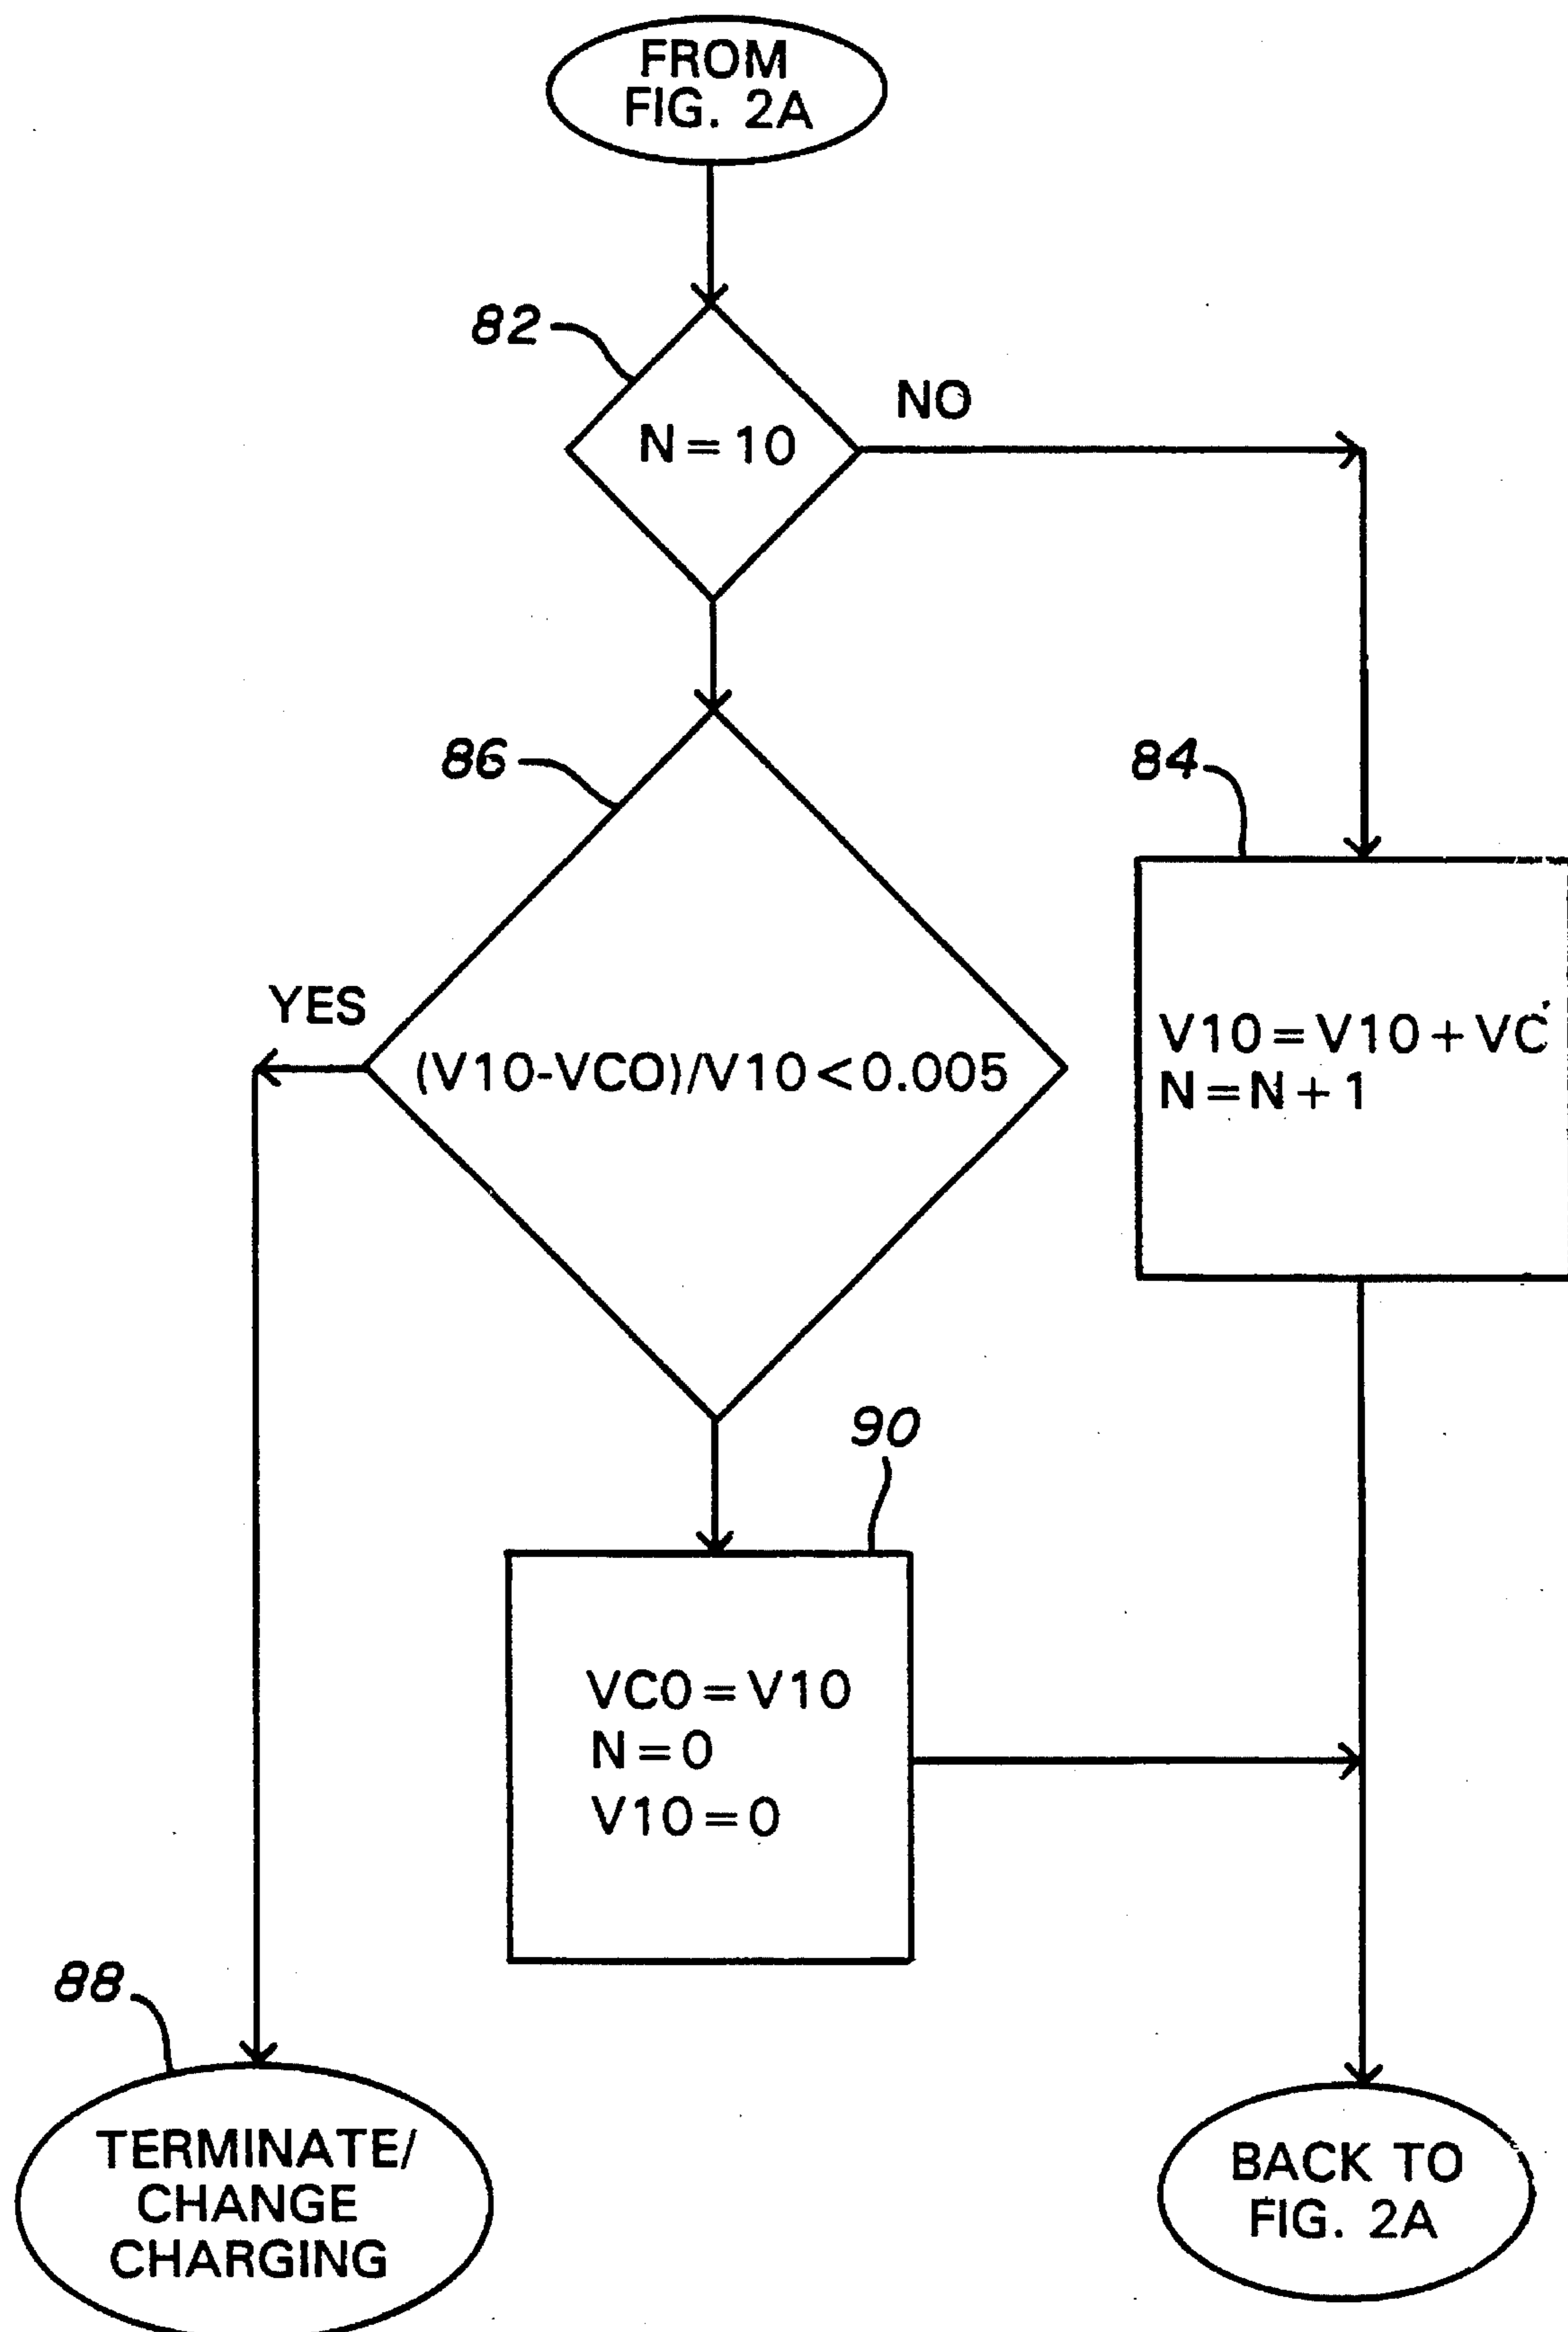 FROM
FIG. 2A
82
N=10
NO
86
84
YES
(V10-VCO)/V10<0.005
V10=V10+VC
N=N+1
90
VC0=V10
N=0
V10=0
88
TERMINATE/
CHANGE
CHARGING
BACK TO
FIG. 2A